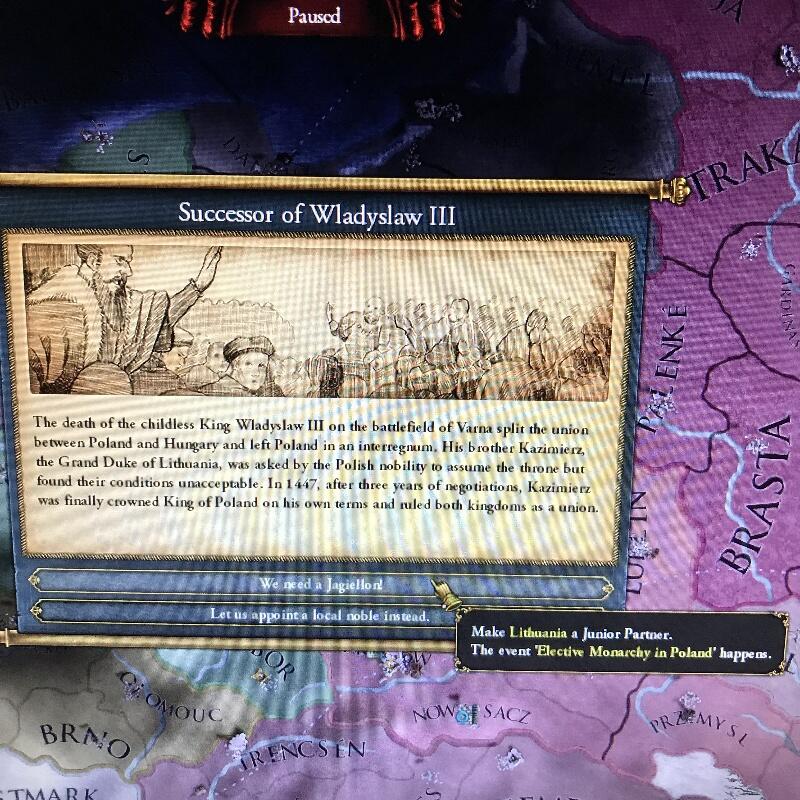 Paused
TRAKA
Successor of Wladyslaw III
The death of the childless King Wladyslaw III on the battlefield of Varna split the union
between Poland and Hungary and left Poland in an interregnum. His brother Kazimierz,
the Grand Duke of Lithuania, was asked by the Polish nobility to assume the throne but
found their conditions unacceptable. In 1447, after three years of negotiations, Kazimierz
was finally crowned King of Poland on his own terms and ruled both kingdoms as a union.
BRASTA
We need a Jagiellon!
Let us appoint a local noble instead.
Make Lithuania a Junior Partner.
The event 'Elective Monarchy in Poland' happens.
OLOMOUC
NOWY SACZ
PRZEMYSL
BRNO
TRENCSÉN